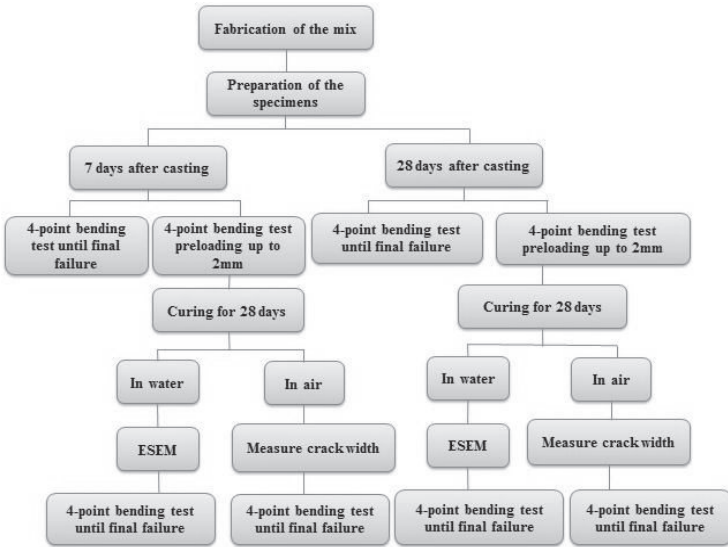 Fabrication of the mix
Preparation of the
specimens
7 days after casting
28 days after casting
4-point bending
test until final
failure
4-point bending test
preloading up to
2mm
4-point bending test
until final failure
4-point bending test
preloading up to 2mm
Curing for 28 days
Curing for 28 days
In water
In air
In water
In air
ESEM
Measure crack width
ESEM
Measure crack width
4-point bending test
until final failure
4-point bending test
until final failure
4-point bending test
until final failure
4-point bending test
until final failure